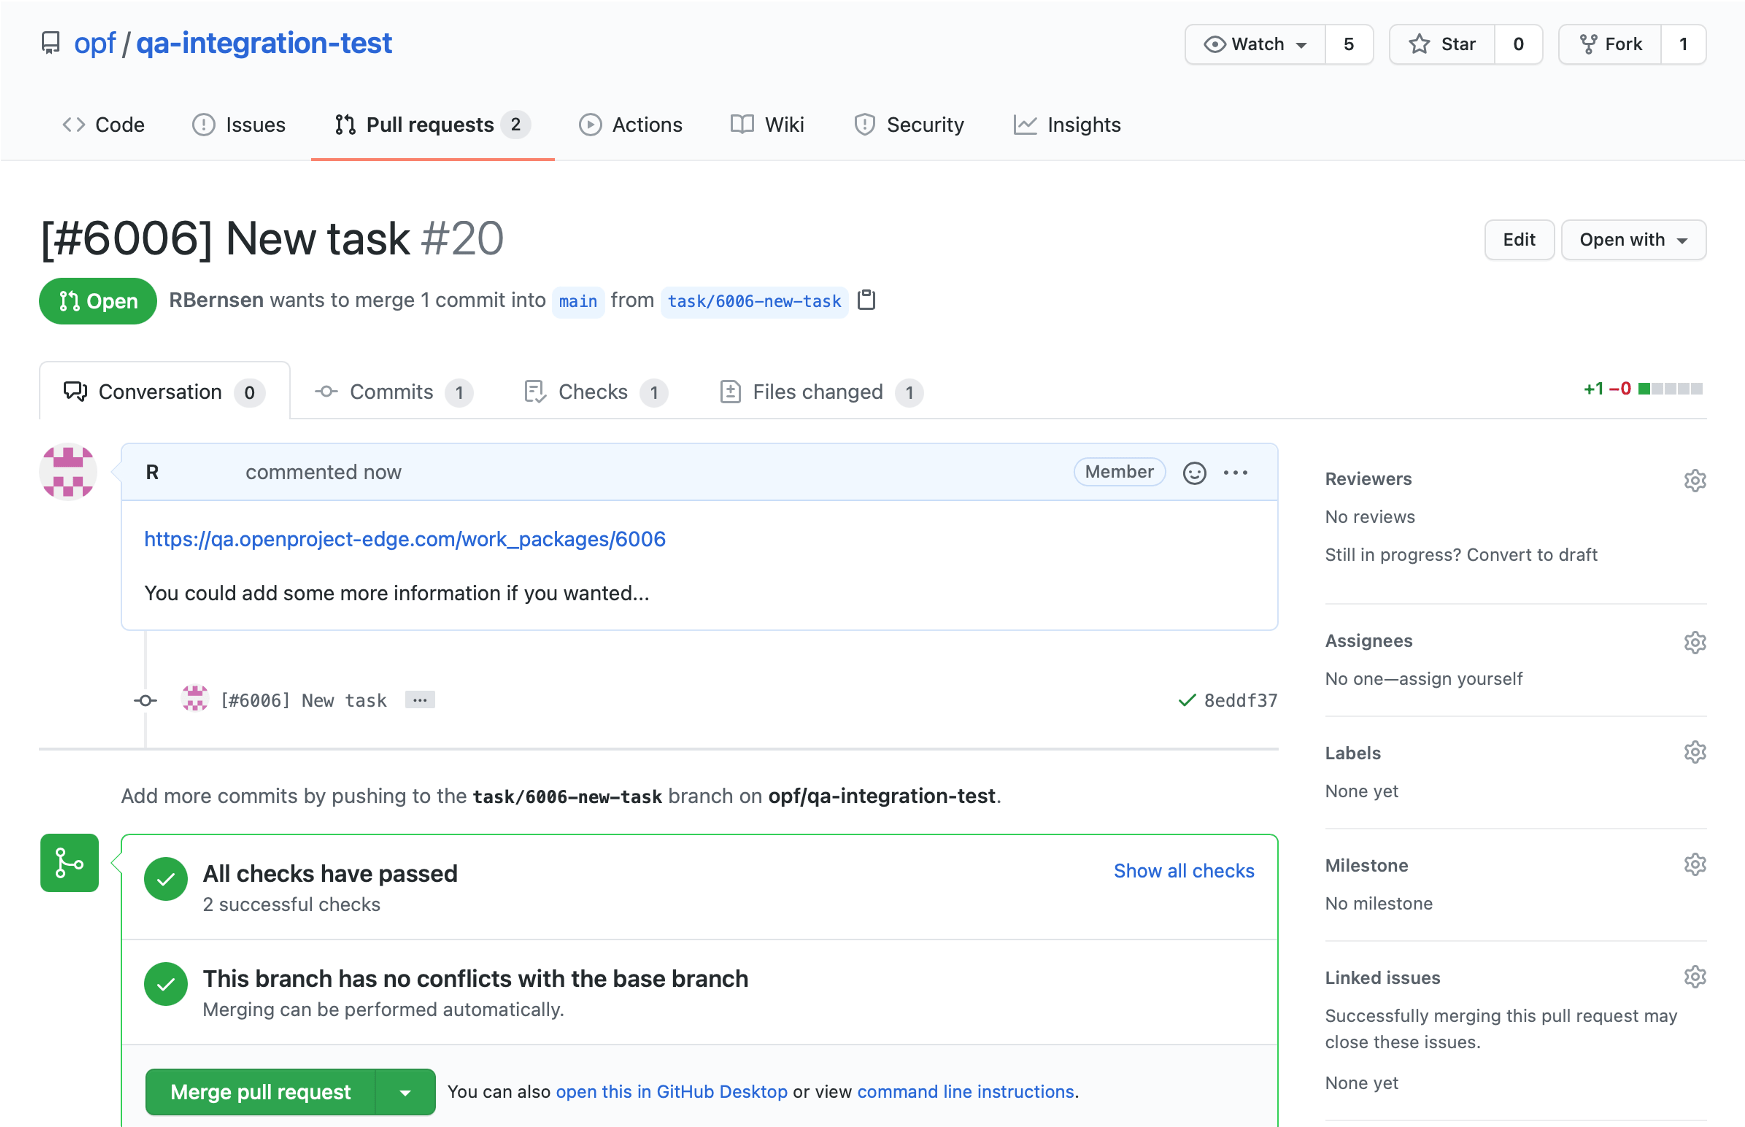 opf / qa-integration-test
Watch 5 Star 0 Fork 1
Code Issues Pull requests 2 Actions Wiki Security Insights
[#6006] New task #20
Edit Open with
Open RBernsen wants to merge 1 commit into main from task/6006-new-task
Conversation 0 Commits 1 Checks 1 Files changed 1
+1 −0
R commented now Member
https://qa.openproject-edge.com/work_packages/6006
You could add some more information if you wanted...
[#6006] New task ...
8eddf37
Add more commits by pushing to the task/6006-new-task branch on opf/qa-integration-test.
All checks have passed
Show all checks
2 successful checks
This branch has no conflicts with the base branch
Merging can be performed automatically.
Merge pull request
You can also open this in GitHub Desktop or view command line instructions.
Reviewers
No reviews
Still in progress? Convert to draft
Assignees
No one—assign yourself
Labels
None yet
Milestone
No milestone
Linked issues
Successfully merging this pull request may
close these issues.
None yet